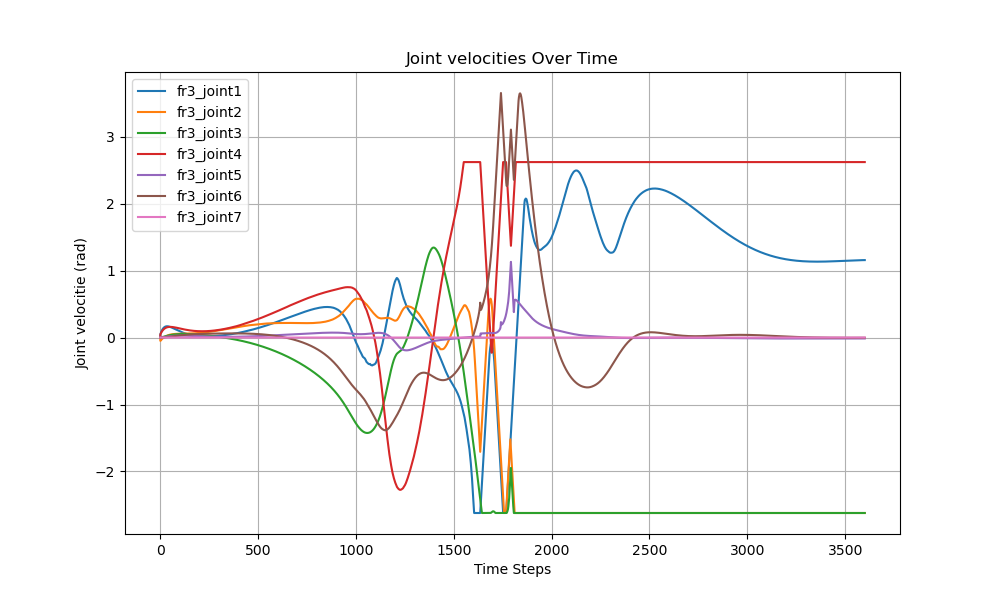 Joint velocities Over Time
Joint velocitie (rad)
3
2
1
0
−1
−2
fr3_joint1
fr3_joint2
fr3_joint3
fr3_joint4
fr3_joint5
fr3_joint6
fr3_joint7
0 500 1000 1500 2000 2500 3000 3500
Time Steps